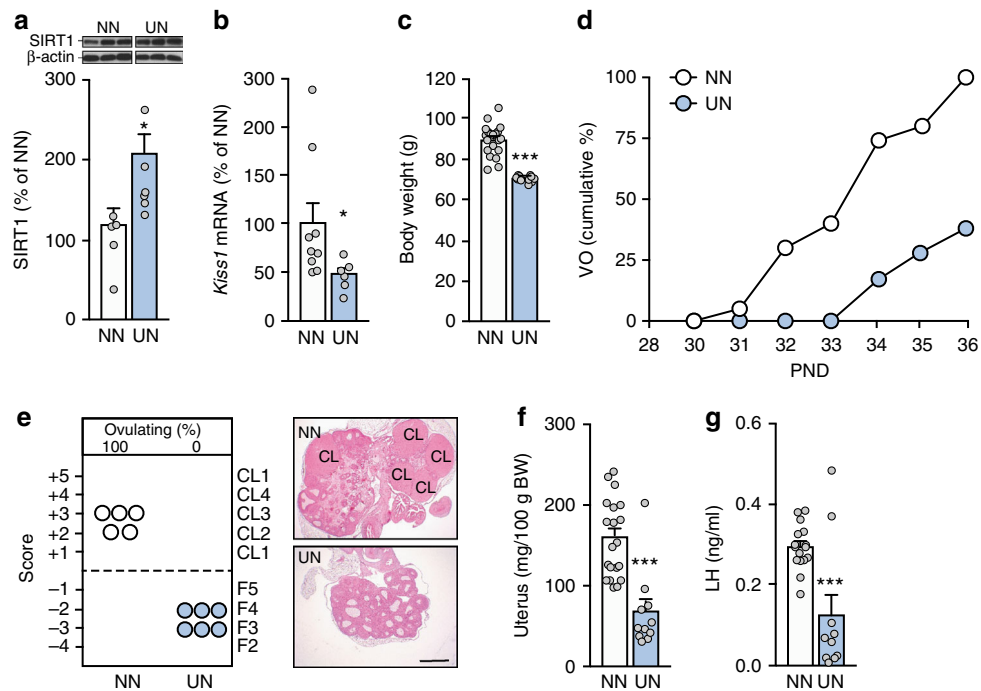 a
NN UN
SIRT1
β-actin
SIRT1 (% of NN)
300
200
100
0
*
NN UN
b
Kiss1 mRNA (% of NN)
300
250
200
150
100
50
0
*
NN UN
c
Body weight (g)
120
100
80
60
40
20
0
***
NN UN
d
VO (cumulative %)
100
75
50
25
0
NN
UN
28 30 31 32 33 34 35 36
PND
e
Ovulating (%)
100 0
Score
+5 CL1
+4 CL4
+3 CL3
+2 CL2
+1 CL1
−1 F5
−2 F4
−3 F3
−4 F2
NN UN
NN
CL
CL
CL
CL
CL
UN
f
Uterus (mg/100 g BW)
300
200
100
0
***
NN UN
g
LH (ng/ml)
0.6
0.4
0.2
0.0
***
NN UN